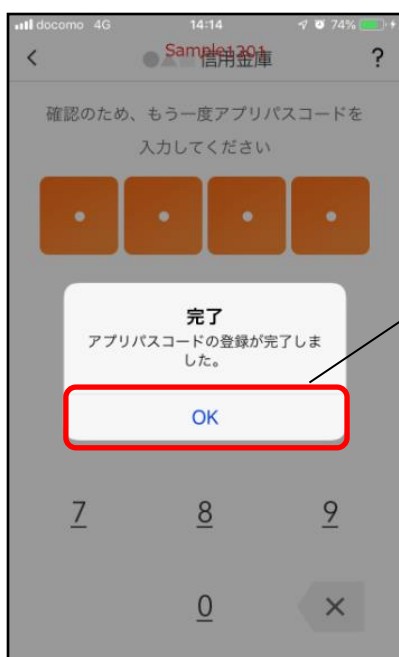 docomo 4G 14:14 74%
Sample1201
信用金庫 ?
確認のため、もう一度アプリパスコードを
入力してください
完了
アプリパスコードの登録が完了しま
した。
OK
7 8 9
0